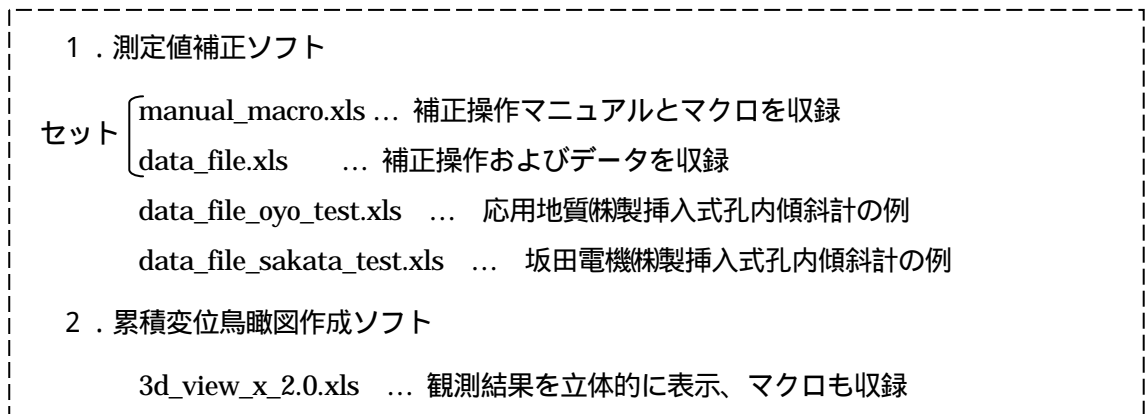 1．測定値補正ソフト
manual_macro.xls … 補正操作マニュアルとマクロを収録
セット
data_file.xls … 補正操作およびデータを収録
data_file_oyo_test.xls … 応用地質㈱製挿入式孔内傾斜計の例
data_file_sakata_test.xls … 坂田電機㈱製挿入式孔内傾斜計の例
2．累積変位鳥瞰図作成ソフト
3d_view_x_2.0.xls … 観測結果を立体的に表示、マクロも収録